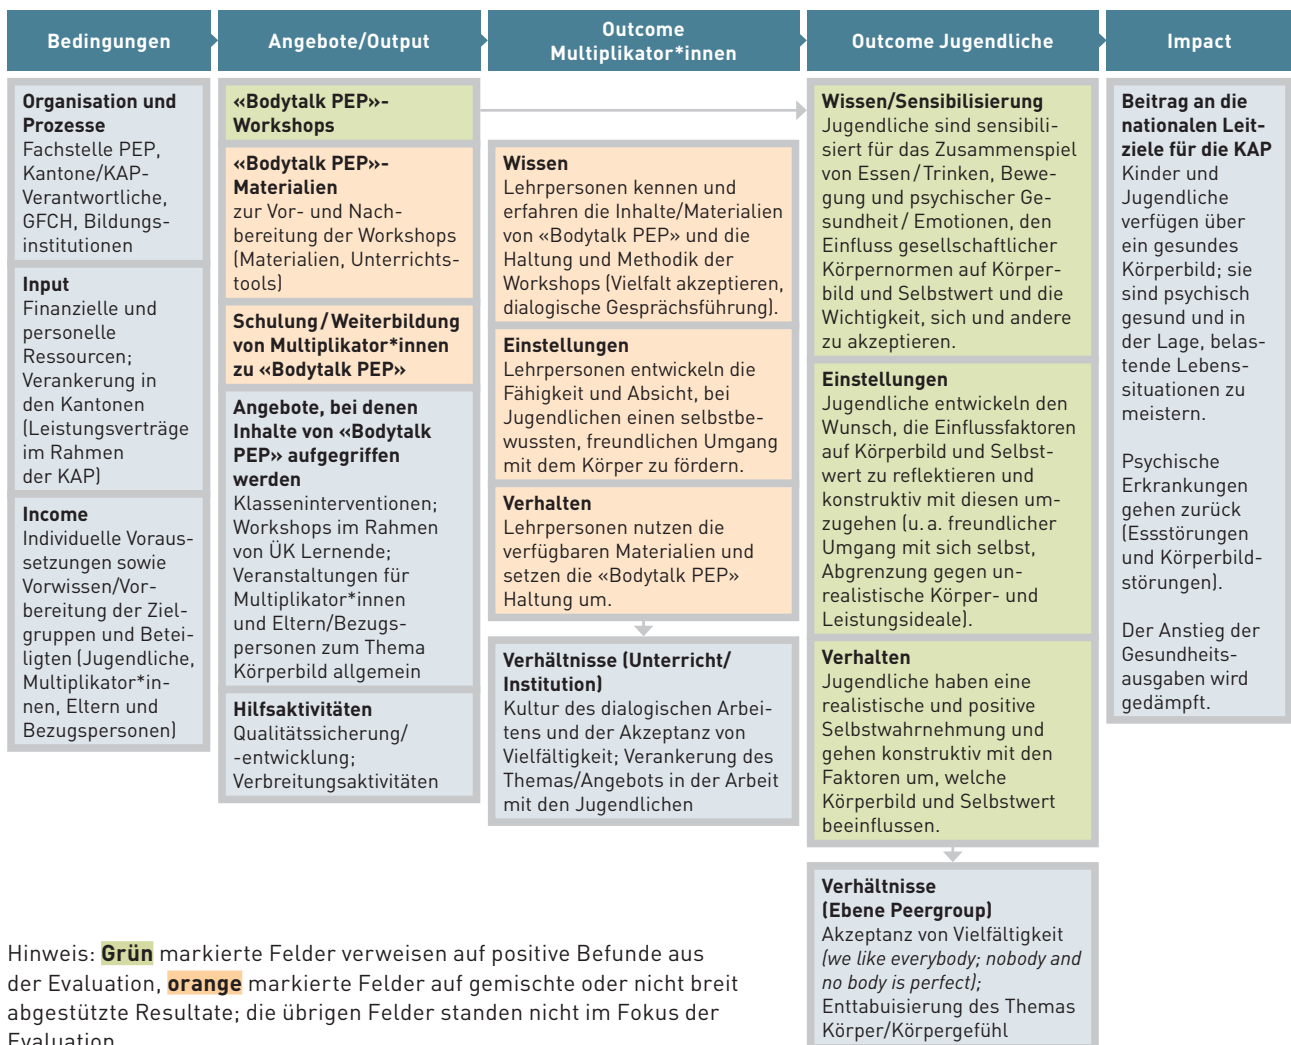 Bedingungen
Angebote/Output
Outcome
Multiplikator*innen
Outcome Jugendliche
Impact
Organisation und
Prozesse
Fachstelle PEP,
Kantone/KAP-
Verantwortliche,
GFCH, Bildungs-
institutionen
Input
Finanzielle und
personelle
Ressourcen;
Verankerung in
den Kantonen
(Leistungsverträge
im Rahmen
der KAP)
Income
Individuelle Voraus-
setzungen sowie
Vorwissen/Vor-
bereitung der Ziel-
gruppen und Betei-
ligten (Jugendliche,
Multiplikator*in-
nen, Eltern und
Bezugspersonen)
«Bodytalk PEP»-
Workshops
«Bodytalk PEP»-
Materialien
zur Vor- und Nach-
bereitung der Workshops
(Materialien, Unterrichts-
tools)
Schulung/Weiterbildung
von Multiplikator*innen
zu «Bodytalk PEP»
Angebote, bei denen
Inhalte von «Bodytalk
PEP» aufgegriffen
werden
Klasseninterventionen;
Workshops im Rahmen
von ÜK Lernende;
Veranstaltungen für
Multiplikator*innen
und Eltern/Bezugs-
personen zum Thema
Körperbild allgemein
Hilfsaktivitäten
Qualitätssicherung/
-entwicklung;
Verbreitungsaktivitäten
Wissen
Lehrpersonen kennen und
erfahren die Inhalte/Materialien
von «Bodytalk PEP» und die
Haltung und Methodik der
Workshops (Vielfalt akzeptieren,
dialogische Gesprächsführung).
Einstellungen
Lehrpersonen entwickeln die
Fähigkeit und Absicht, bei
Jugendlichen einen selbstbe-
wussten, freundlichen Umgang
mit dem Körper zu fördern.
Verhalten
Lehrpersonen nutzen die
verfügbaren Materialien und
setzen die «Bodytalk PEP»
Haltung um.
Verhältnisse (Unterricht/
Institution)
Kultur des dialogischen Arbei-
tens und der Akzeptanz von
Vielfältigkeit; Verankerung des
Themas/Angebots in der Arbeit
mit den Jugendlichen
Wissen/Sensibilisierung
Jugendliche sind sensibili-
siert für das Zusammenspiel
von Essen/Trinken, Bewe-
gung und psychischer Ge-
sundheit/ Emotionen, den
Einfluss gesellschaftlicher
Körpernormen auf Körper-
bild und Selbstwert und die
Wichtigkeit, sich und andere
zu akzeptieren.
Einstellungen
Jugendliche entwickeln den
Wunsch, die Einflussfaktoren
auf Körperbild und Selbst-
wert zu reflektieren und
konstruktiv mit diesen um-
zugehen (u. a. freundlicher
Umgang mit sich selbst,
Abgrenzung gegen un-
realistische Körper- und
Leistungsideale).
Verhalten
Jugendliche haben eine
realistische und positive
Selbstwahrnehmung und
gehen konstruktiv mit den
Faktoren um, welche
Körperbild und Selbstwert
beeinflussen.
Verhältnisse
(Ebene Peergroup)
Akzeptanz von Vielfältigkeit
(we like everybody; nobody and
no body is perfect);
Enttabuisierung des Themas
Körper/Körpergefühl
Beitrag an die
nationalen Leit-
ziele für die KAP
Kinder und
Jugendliche
verfügen über
ein gesundes
Körperbild; sie
sind psychisch
gesund und in
der Lage, belas-
tende Lebens-
situationen zu
meistern.
Psychische
Erkrankungen
gehen zurück
(Essstörungen
und Körperbild-
störungen).
Der Anstieg der
Gesundheits-
ausgaben wird
gedämpft.
Hinweis: Grün markierte Felder verweisen auf positive Befunde aus
der Evaluation, orange markierte Felder auf gemischte oder nicht breit
abgestützte Resultate; die übrigen Felder standen nicht im Fokus der
Evaluation